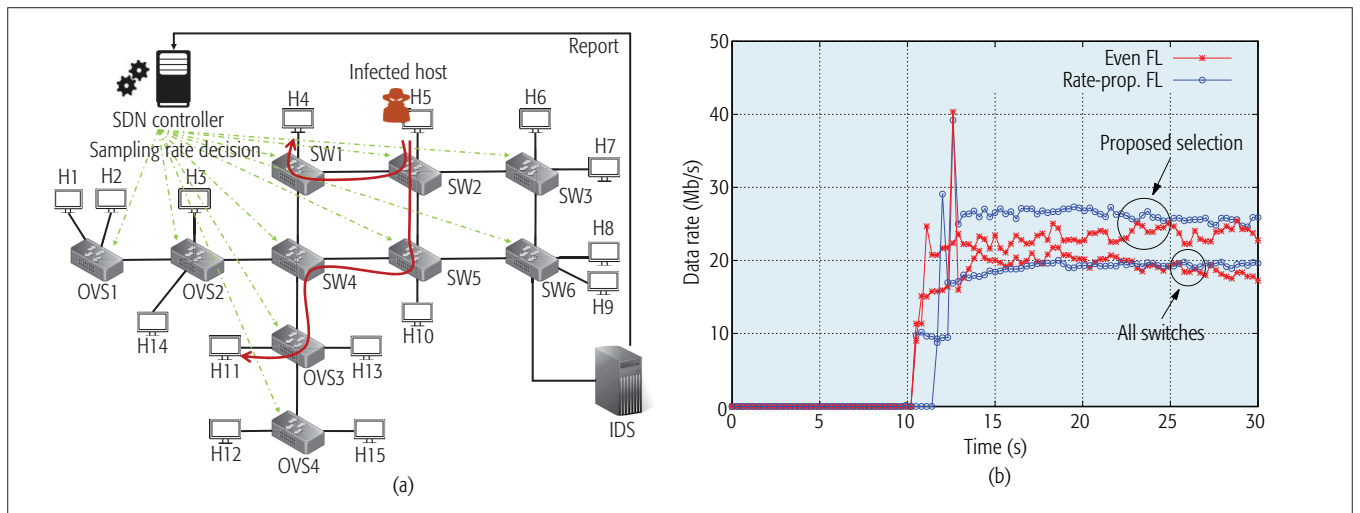 Report
Infected host
SDN controller
Sampling rate decision
H4
H5
H6
H7
SW1
SW2
SW3
H1
H2
H3
H8
H9
OVS1
OVS2
SW4
SW5
SW6
H14
H10
H11
H13
OVS3
IDS
H12
H15
OVS4
(a)
50
40
30
20
10
0
Data rate (Mb/s)
Even FL
Rate-prop. FL
Proposed selection
All switches
0
5
10
15
20
25
30
Time (s)
(b)